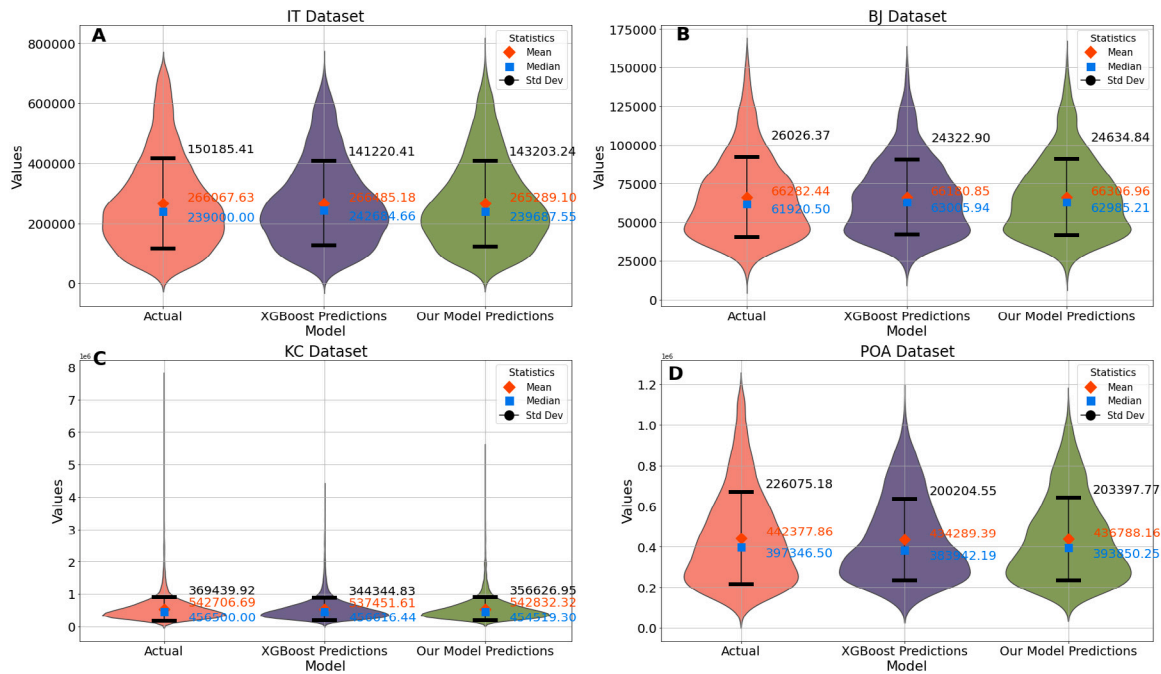 IT Dataset
A
800000
600000
400000
200000
0
Values
Statistics
Mean
Median
Std Dev
150185.41
266067.63
239000.00
141220.41
242604.66
143203.24
265289.10
239687.55
Actual
XGBoost Predictions
Our Model Predictions
Model
BJ Dataset
B
175000
150000
125000
100000
75000
50000
25000
0
Values
Statistics
Mean
Median
Std Dev
26026.37
66282.44
61920.50
24322.90
63005.94
24634.84
66306.96
62985.21
Actual
XGBoost Predictions
Our Model Predictions
Model
KC Dataset
C
1e6
8
7
6
5
4
3
2
1
0
Values
Statistics
Mean
Median
Std Dev
369439.92
542706.69
344344.83
537451.61
356626.95
542832.32
454519.30
Actual
XGBoost Predictions
Our Model Predictions
Model
POA Dataset
D
1e6
1.2
1.0
0.8
0.6
0.4
0.2
0.0
Values
Statistics
Mean
Median
Std Dev
226075.18
442377.86
397346.50
200204.55
383942.19
203397.77
436788.16
393850.25
Actual
XGBoost Predictions
Our Model Predictions
Model